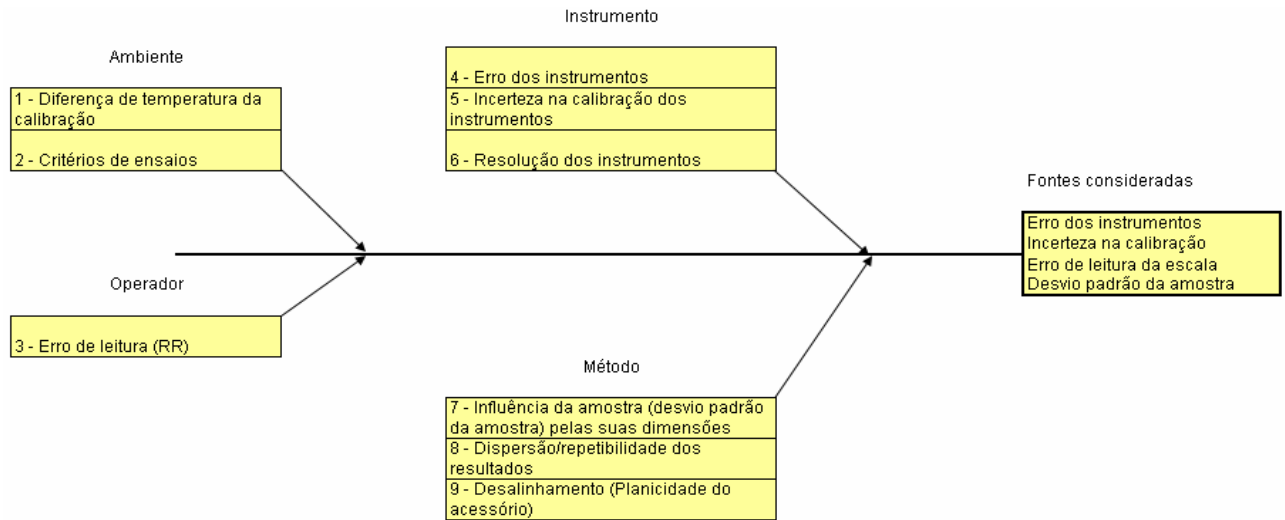 Instrumento
Ambiente
4 - Erro dos instrumentos
5 - Incerteza na calibração dos
instrumentos
6 - Resolução dos instrumentos
1 - Diferença de temperatura da
calibração
2 - Critérios de ensaios
Fontes consideradas
Erro dos instrumentos
Incerteza na calibração
Erro de leitura da escala
Desvio padrão da amostra
Operador
3 - Erro de leitura (RR)
Método
7 - Influência da amostra (desvio padrão
da amostra) pelas suas dimensões
8 - Dispersão/repetibilidade dos
resultados
9 - Desalinhamento (Planicidade do
acessório)